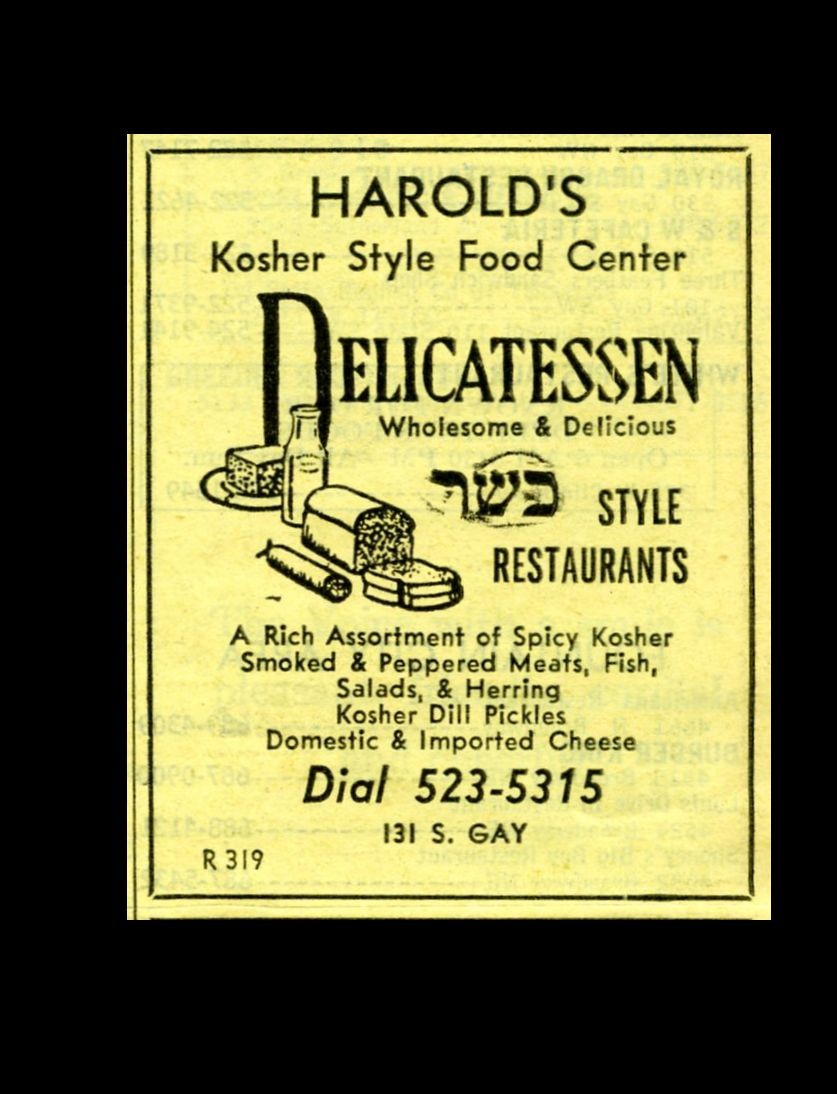 HAROLD'S
Kosher Style Food Center
DELICATESSEN
Wholesome & Delicious
כשר STYLE
RESTAURANTS
A Rich Assortment of Spicy Kosher
Smoked & Peppered Meats, Fish,
Salads, & Herring
Kosher Dill Pickles
Domestic & Imported Cheese
Dial 523-5315
131 S. GAY
R 319